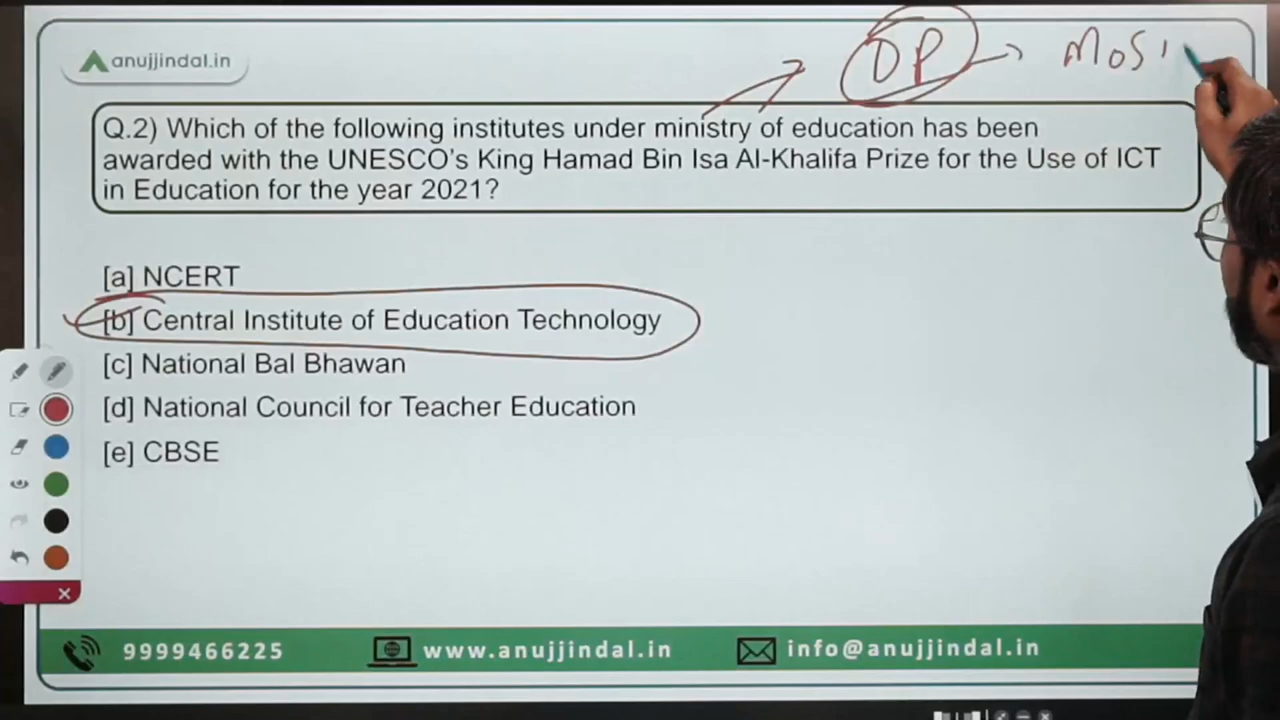 anujjindal.in
DP → MOSI
Q.2) Which of the following institutes under ministry of education has been
awarded with the UNESCO's King Hamad Bin Isa Al-Khalifa Prize for the Use of ICT
in Education for the year 2021?
[a] NCERT
[b] Central Institute of Education Technology
[c] National Bal Bhawan
[d] National Council for Teacher Education
[e] CBSE
9999466225 www.anujjindal.in info@anujjindal.in